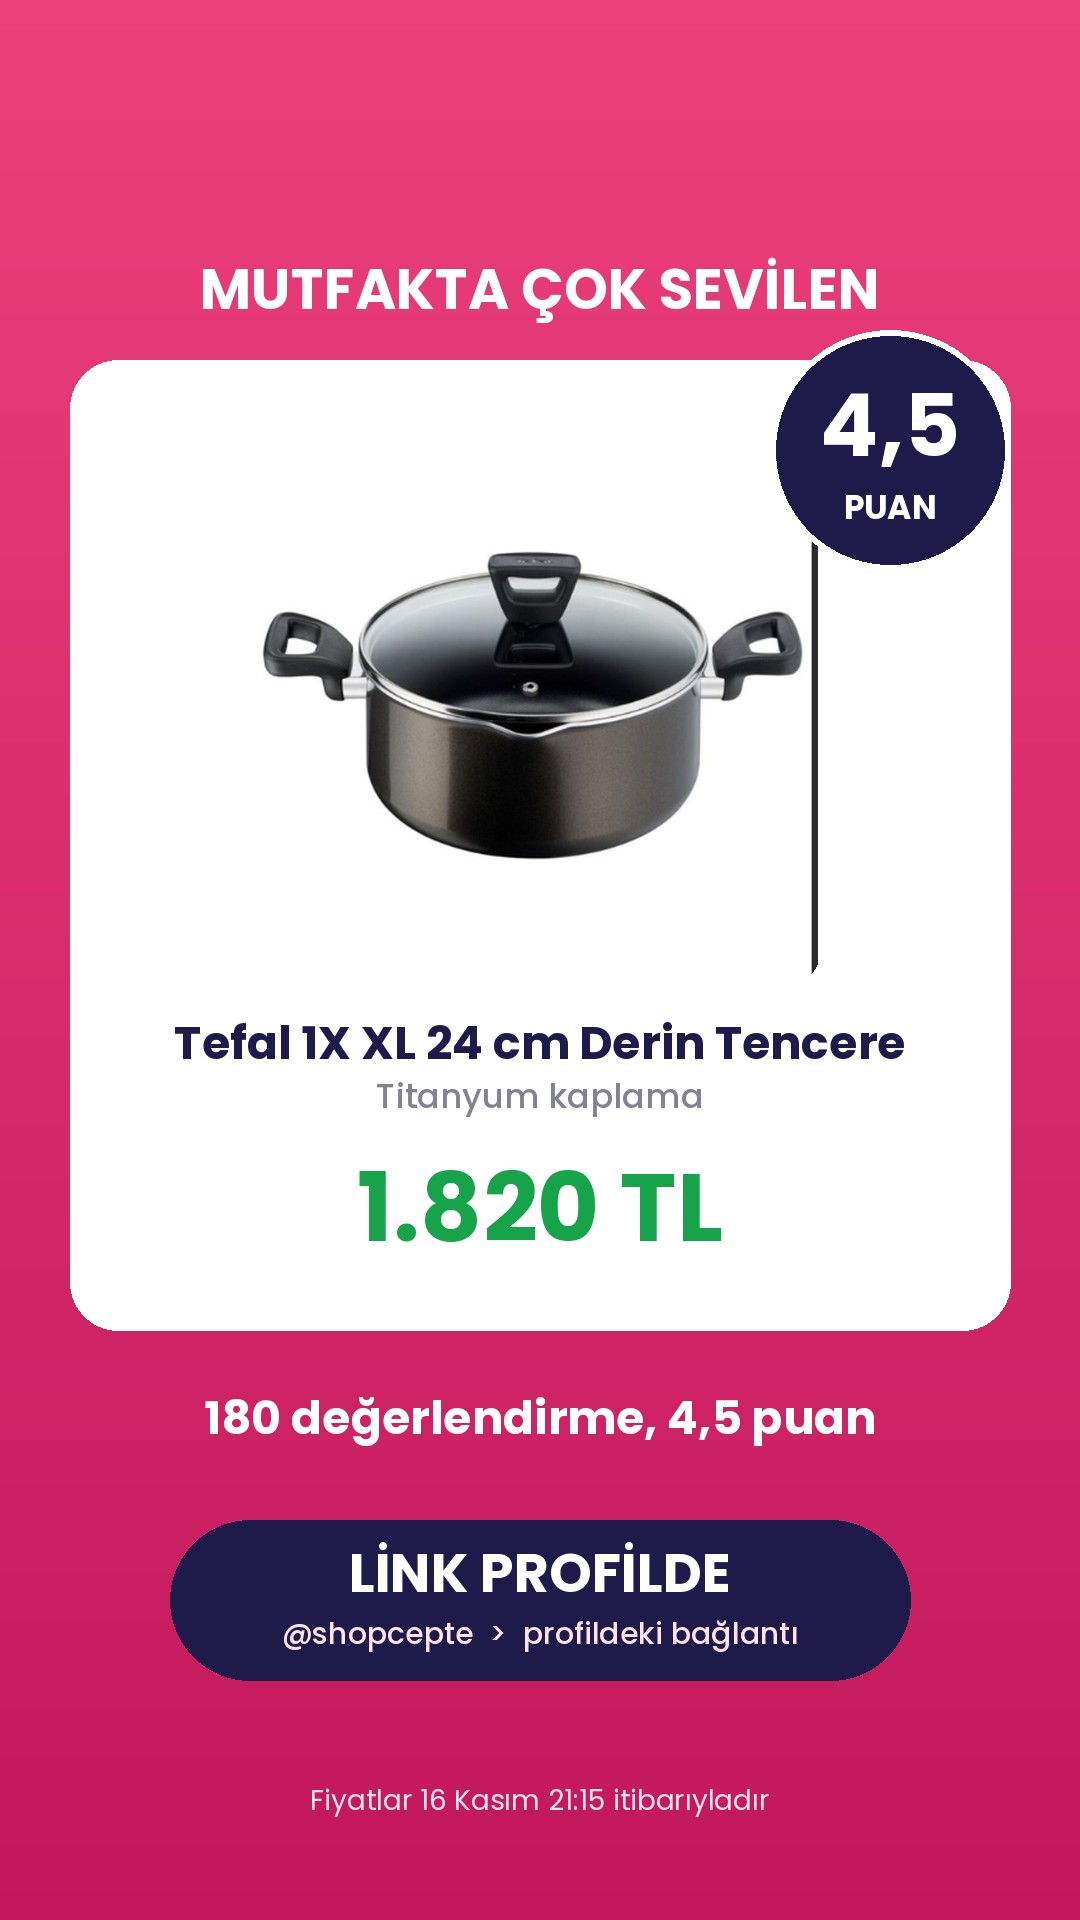 MUTFAKTA ÇOK SEVİLEN
4,5
PUAN
Tefal 1X XL 24 cm Derin Tencere
Titanyum kaplama
1.820 TL
180 değerlendirme, 4,5 puan
LİNK PROFİLDE
@shopcepte > profildeki bağlantı
Fiyatlar 16 Kasım 21:15 itibarıyladır